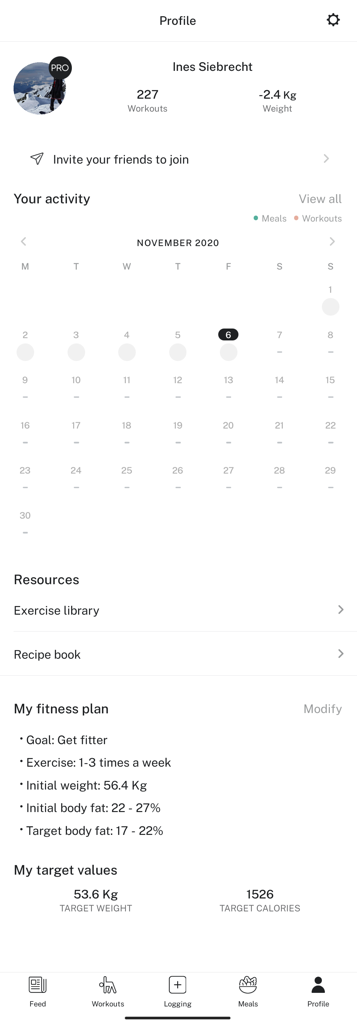 Profile
PRO
Ines Siebrecht
227 -2.4 Kg
Workouts Weight
Invite your friends to join
Your activity View all
Meals Workouts
NOVEMBER 2020
M T W T F S S
1
2 3 4 5 6 7 8
– –
9 10 11 12 13 14 15
– – – – – – –
16 17 18 19 20 21 22
– – – – – – –
23 24 25 26 27 28 29
– – – – – – –
30
–
Resources
Exercise library
Recipe book
My fitness plan Modify
• Goal: Get fitter
• Exercise: 1-3 times a week
• Initial weight: 56.4 Kg
• Initial body fat: 22 - 27%
• Target body fat: 17 - 22%
My target values
53.6 Kg 1526
TARGET WEIGHT TARGET CALORIES
Feed Workouts Logging Meals Profile